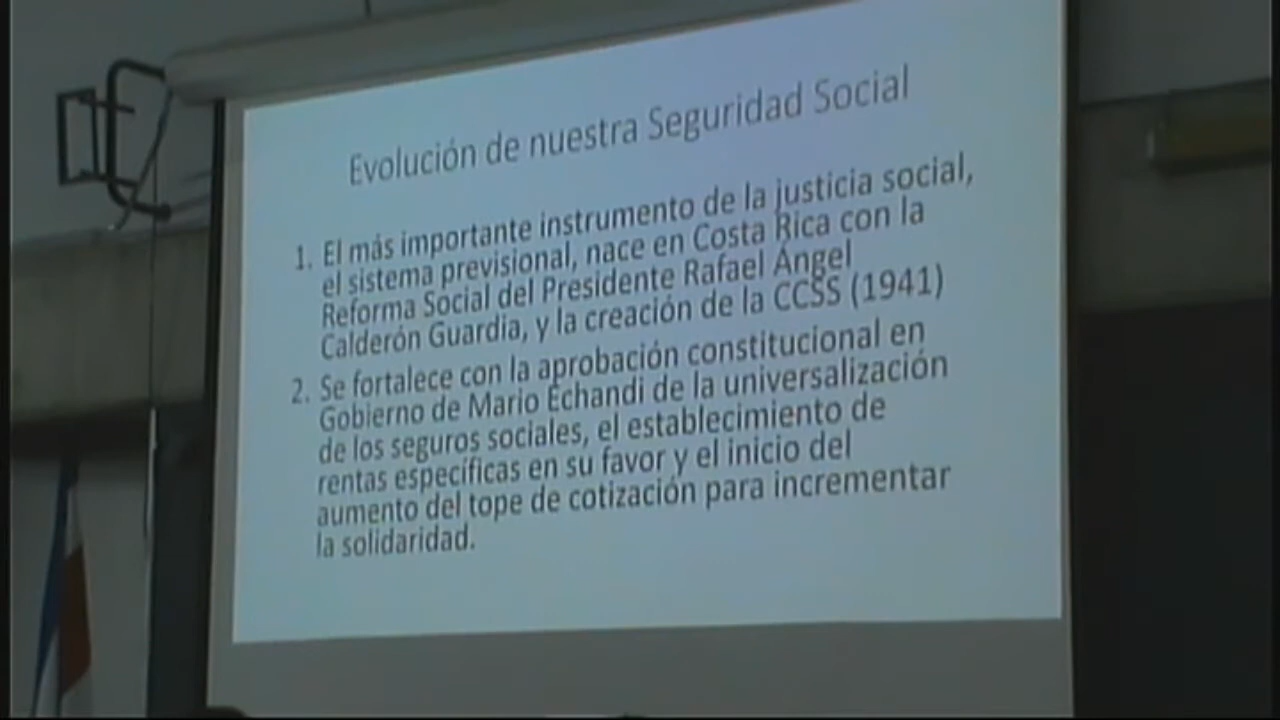 Evolución de nuestra Seguridad Social
1. El más importante instrumento de la justicia social,
el sistema previsional, nace en Costa Rica con la
Reforma Social del Presidente Rafael Ángel
Calderón Guardia, y la creación de la CCSS (1941)
2. Se fortalece con la aprobación constitucional en
Gobierno de Mario Echandi de la universalización
de los seguros sociales, el establecimiento de
rentas específicas en su favor y el inicio del
aumento del tope de cotización para incrementar
la solidaridad.